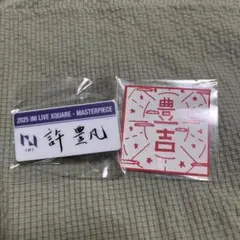 2025 INI LIVE XQUARE - MASTERPIECE
INI
許豊凡
豊
吉